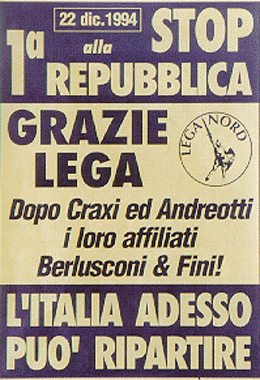 22 dic.1994
STOP
1ª alla
REPUBBLICA
GRAZIE
LEGA
LEGA NORD
Dopo Craxi ed Andreotti
i loro affiliati
Berlusconi & Fini!
L'ITALIA ADESSO
PUO' RIPARTIRE